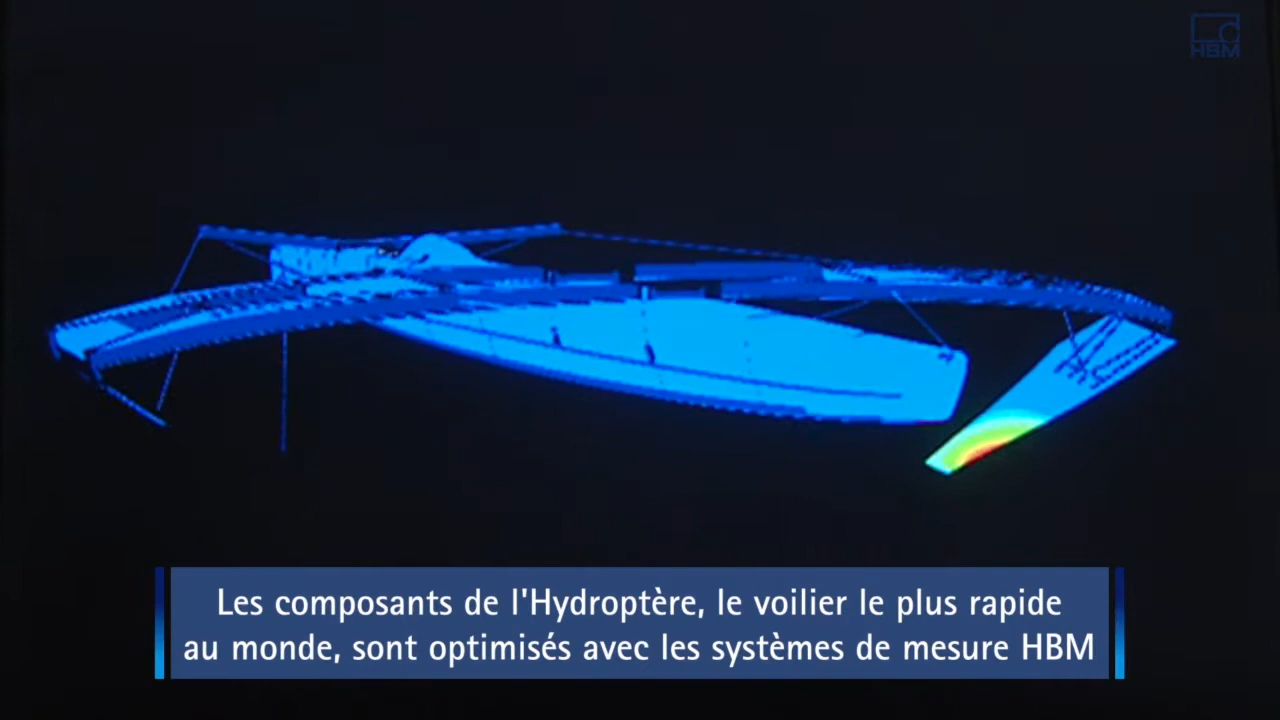 HBM
Les composants de l'Hydroptère, le voilier le plus rapide
au monde, sont optimisés avec les systèmes de mesure HBM